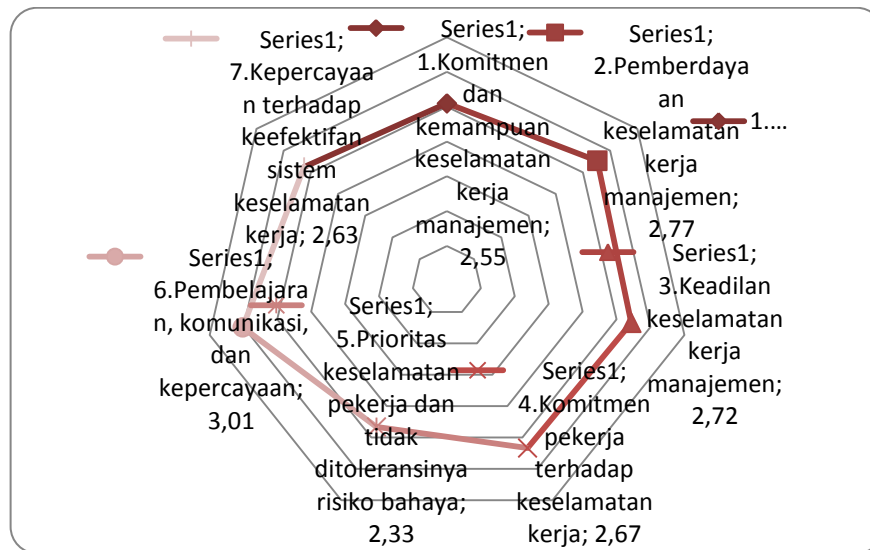 Series1;
7.Kepercayaa
n terhadap
keefektifan
sistem
keselamatan
kerja; 2,63
Series1;
1.Komitmen
dan
kemampuan
keselamatan
kerja
manajemen;
2,55
Series1;
2.Pemberdaya
an
keselamatan
kerja
manajemen;
2,77
1....
Series1;
3.Keadilan
keselamatan
kerja
manajemen;
2,72
Series1;
4.Komitmen
pekerja
terhadap
keselamatan
kerja; 2,67
Series1;
5.Prioritas
keselamatan
pekerja dan
tidak
ditoleransinya
risiko bahaya;
2,33
Series1;
6.Pembelajara
n, komunikasi,
dan
kepercayaan;
3,01